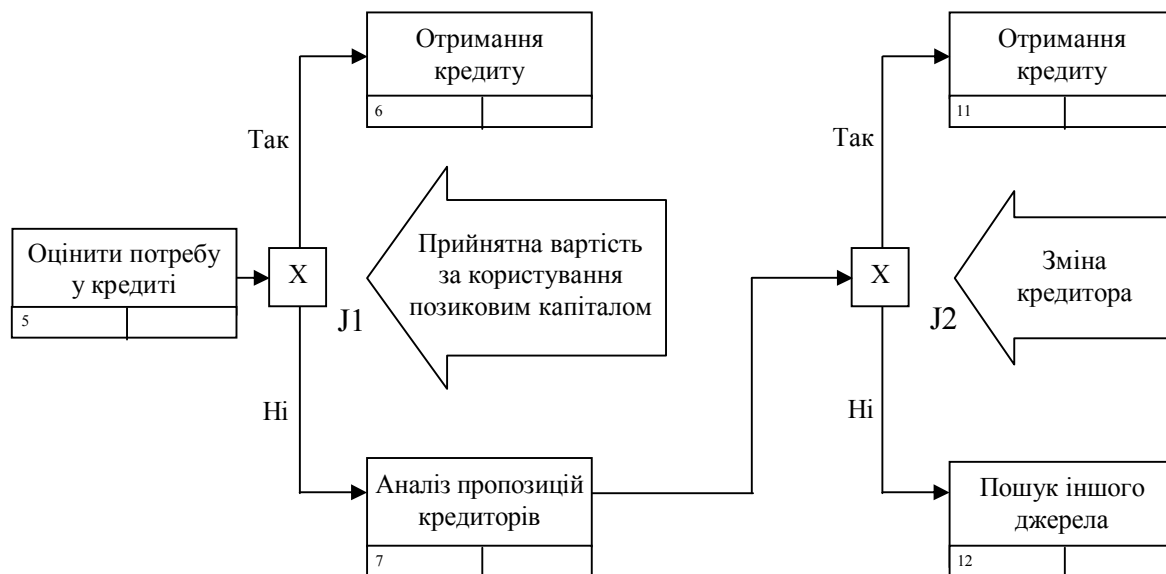 Отримання
кредиту
6
Отримання
кредиту
11
Так
Так
Оцінити потребу
у кредиті
5
X
J1
Прийнятна вартість
за користування
позиковим капіталом
X
J2
Зміна
кредитора
Ні
Ні
Аналіз пропозицій
кредиторів
7
Пошук іншого
джерела
12